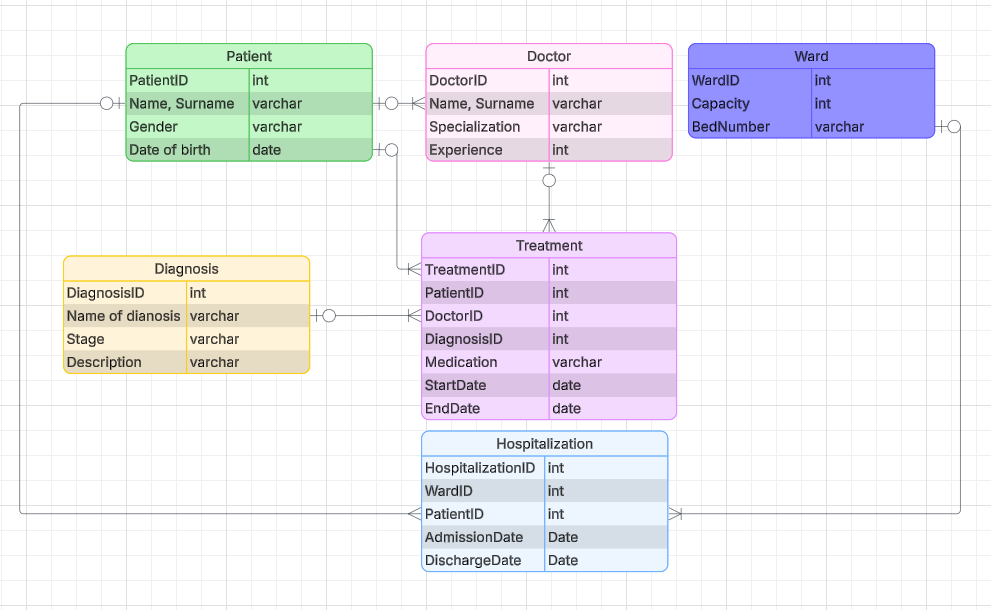 Patient
PatientID int
Name, Surname varchar
Gender varchar
Date of birth date
Doctor
DoctorID int
Name, Surname varchar
Specialization varchar
Experience int
Ward
WardID int
Capacity int
BedNumber varchar
Diagnosis
DiagnosisID int
Name of dianosis varchar
Stage varchar
Description varchar
Treatment
TreatmentID int
PatientID int
DoctorID int
DiagnosisID int
Medication varchar
StartDate date
EndDate date
Hospitalization
HospitalizationID int
WardID int
PatientID int
AdmissionDate Date
DischargeDate Date